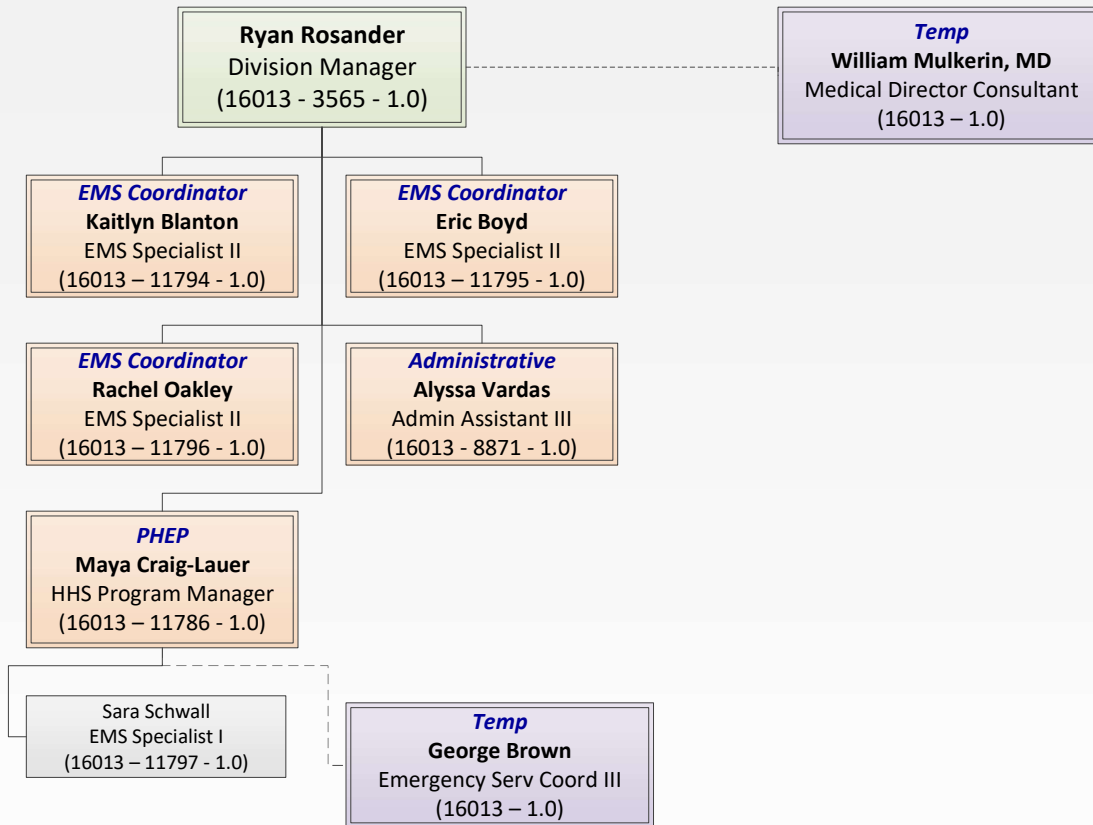 Ryan Rosander
Division Manager
(16013 - 3565 - 1.0)
Temp
William Mulkerin, MD
Medical Director Consultant
(16013 – 1.0)
EMS Coordinator
Kaitlyn Blanton
EMS Specialist II
(16013 – 11794 - 1.0)
EMS Coordinator
Eric Boyd
EMS Specialist II
(16013 – 11795 - 1.0)
EMS Coordinator
Rachel Oakley
EMS Specialist II
(16013 – 11796 - 1.0)
Administrative
Alyssa Vardas
Admin Assistant III
(16013 - 8871 - 1.0)
PHEP
Maya Craig-Lauer
HHS Program Manager
(16013 – 11786 - 1.0)
Sara Schwall
EMS Specialist I
(16013 – 11797 - 1.0)
Temp
George Brown
Emergency Serv Coord III
(16013 – 1.0)